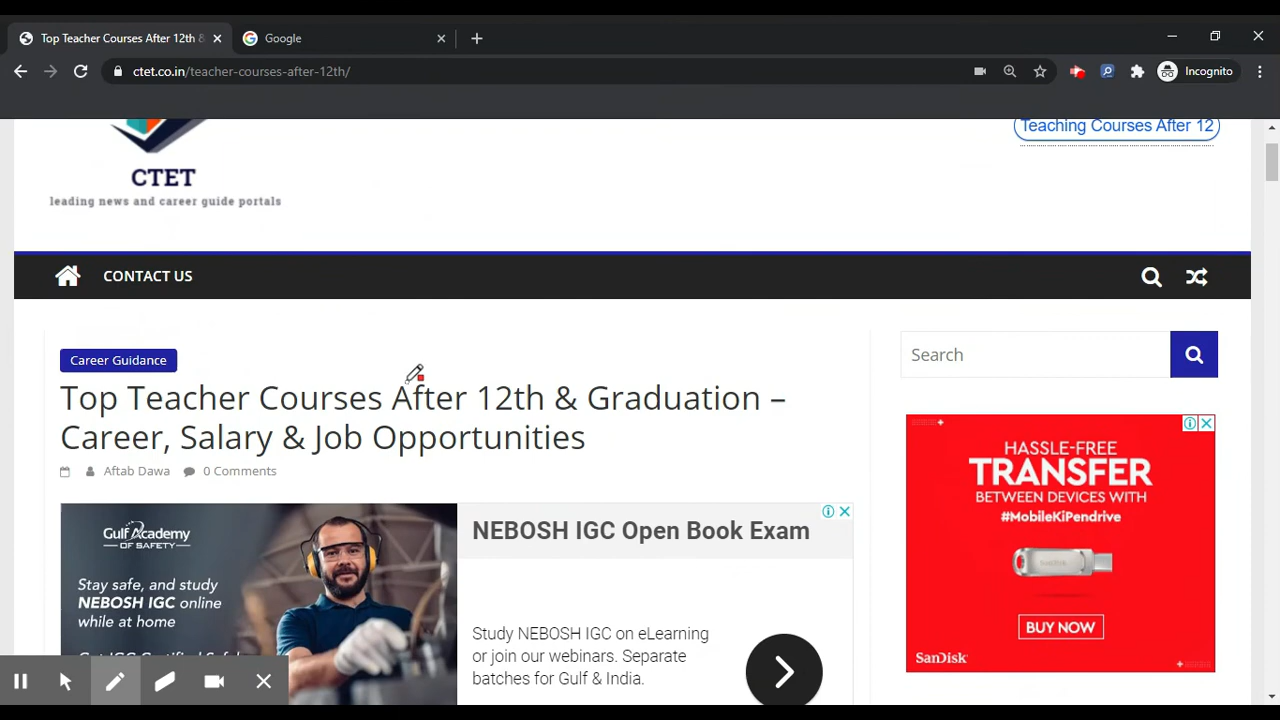 Top Teacher Courses After 12th &
Google
ctet.co.in/teacher-courses-after-12th/
Incognito
Teaching Courses After 12
CTET
leading news and career guide portals
CONTACT US
Career Guidance
Top Teacher Courses After 12th & Graduation –
Career, Salary & Job Opportunities
Aftab Dawa
0 Comments
Search
GulfAcademy
OF SAFETY
Stay safe, and study
NEBOSH IGC online
while at home
NEBOSH IGC Open Book Exam
Study NEBOSH IGC on eLearning
or join our webinars. Separate
batches for Gulf & India.
HASSLE-FREE
TRANSFER
BETWEEN DEVICES WITH
#MobileKiPendrive
BUY NOW
SanDisk